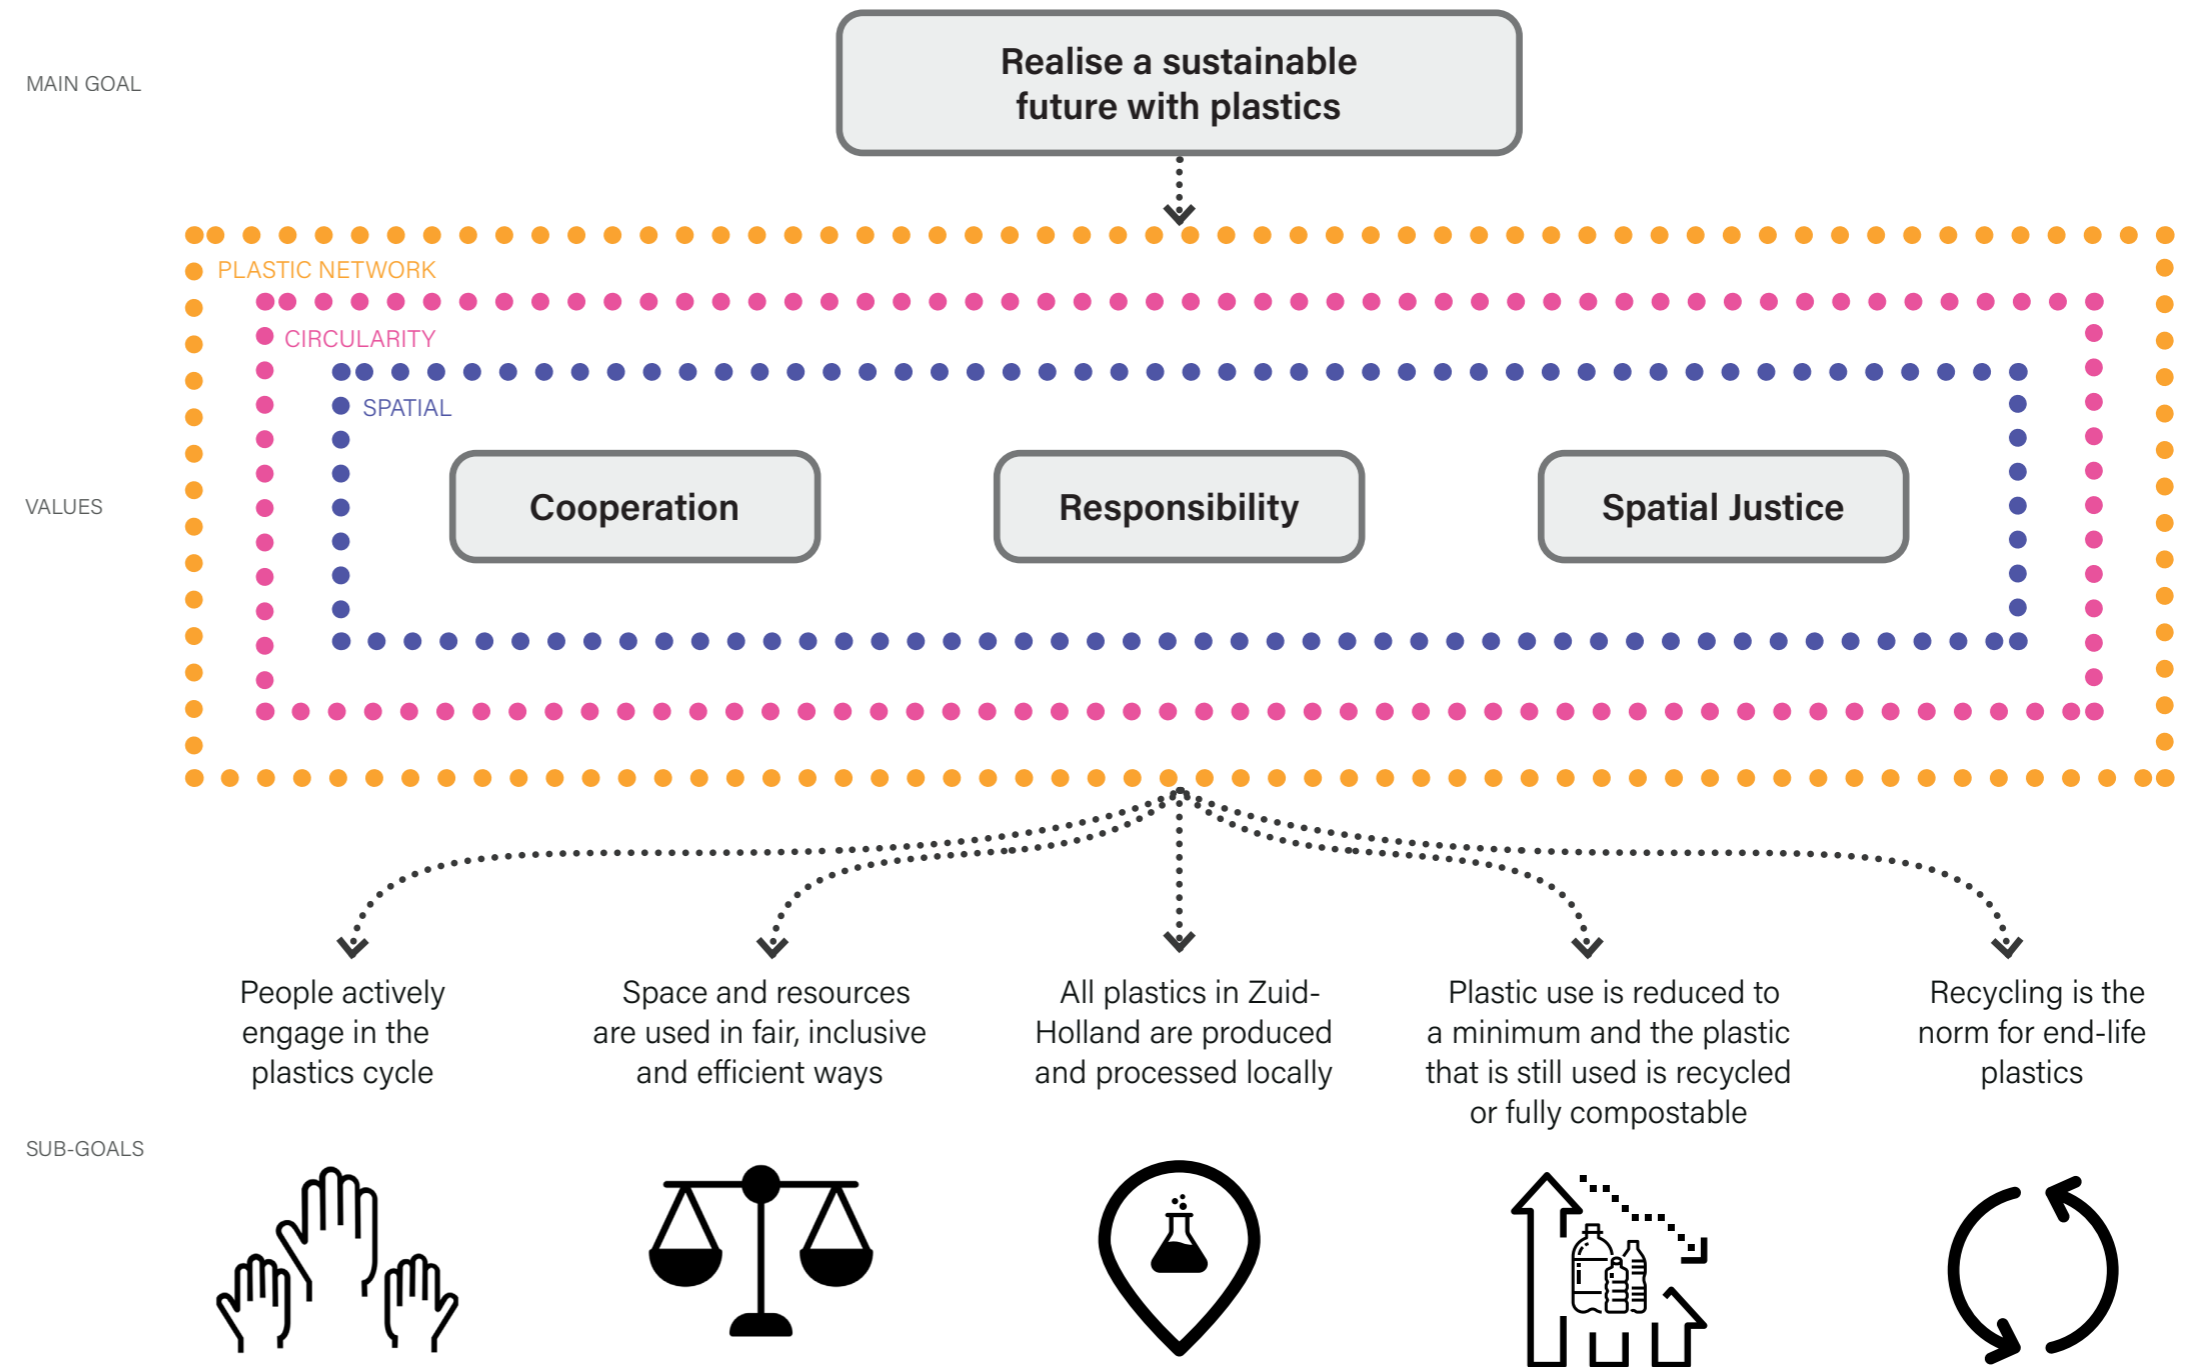 MAIN GOAL
Realise a sustainable
future with plastics
PLASTIC NETWORK
CIRCULARITY
SPATIAL
VALUES
Cooperation
Responsibility
Spatial Justice
People actively
engage in the
plastics cycle
Space and resources
are used in fair, inclusive
and efficient ways
All plastics in Zuid-
Holland are produced
and processed locally
Plastic use is reduced to
a minimum and the plastic
that is still used is recycled
or fully compostable
Recycling is the
norm for end-life
plastics
SUB-GOALS